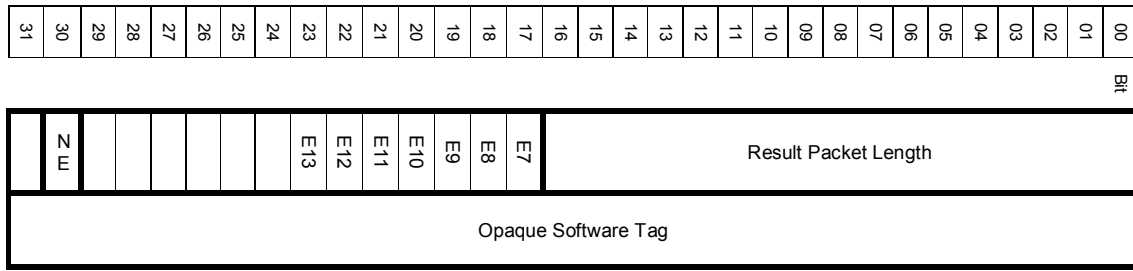 31 30 29 28 27 26 25 24 23 22 21 20 19 18 17 16 15 14 13 12 11 10 09 08 07 06 05 04 03 02 01 00
Bit
NE E13 E12 E11 E10 E9 E8 E7 Result Packet Length
Opaque Software Tag